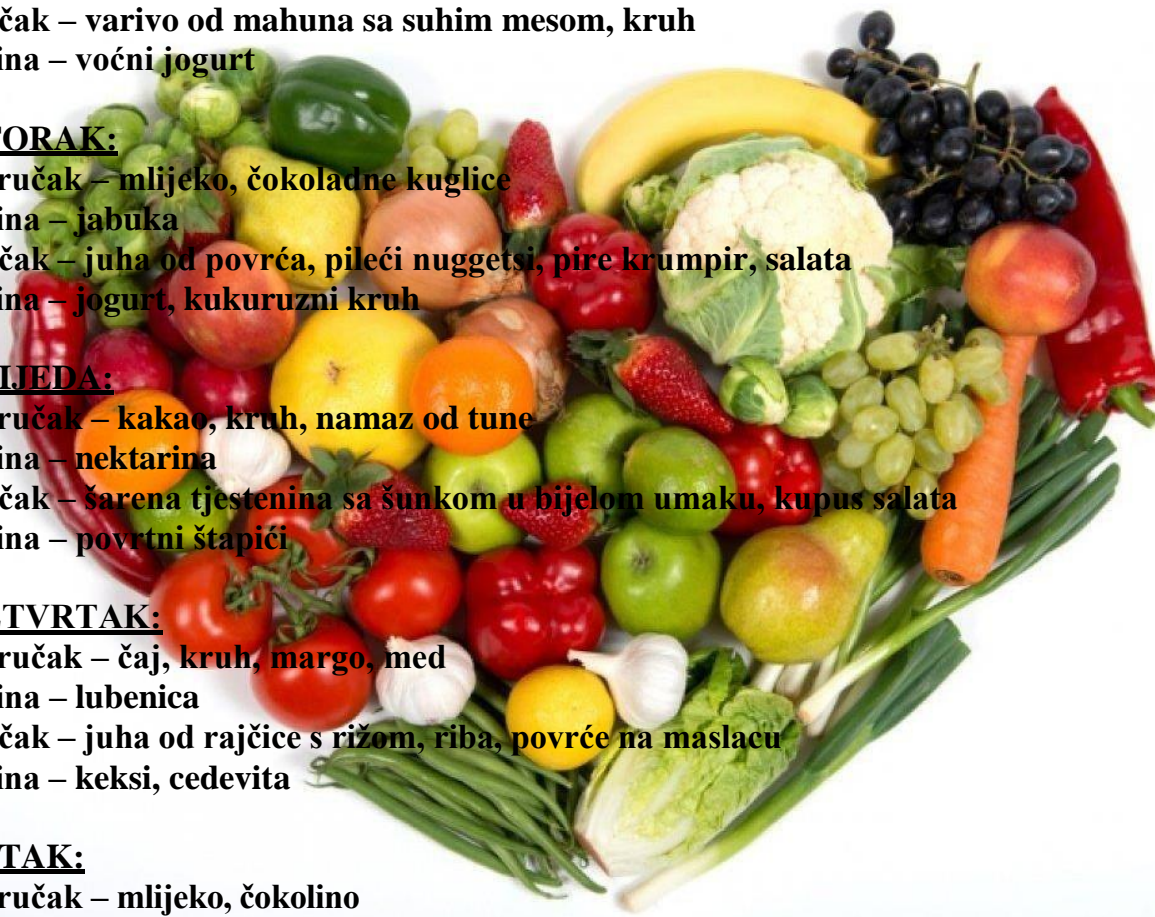 čak – varivo od mahuna sa suhim mesom, kruh
ina – voćni jogurt
TORAK:
ručak – mlijeko, čokoladne kuglice
ina – jabuka
čak – juha od povrća, pileći nuggetsi, pire krumpir, salata
ina – jogurt, kukuruzni kruh
IJEDA:
ručak – kakao, kruh, namaz od tune
ina – nektarina
čak – šarena tjestenina sa šunkom u bijelom umaku, kupus salata
ina – povrtni štapići
TVRTAK:
ručak – čaj, kruh, margo, med
ina – lubenica
čak – juha od rajčice s rižom, riba, povrće na maslacu
ina – keksi, cedevita
TAK:
ručak – mlijeko, čokolino